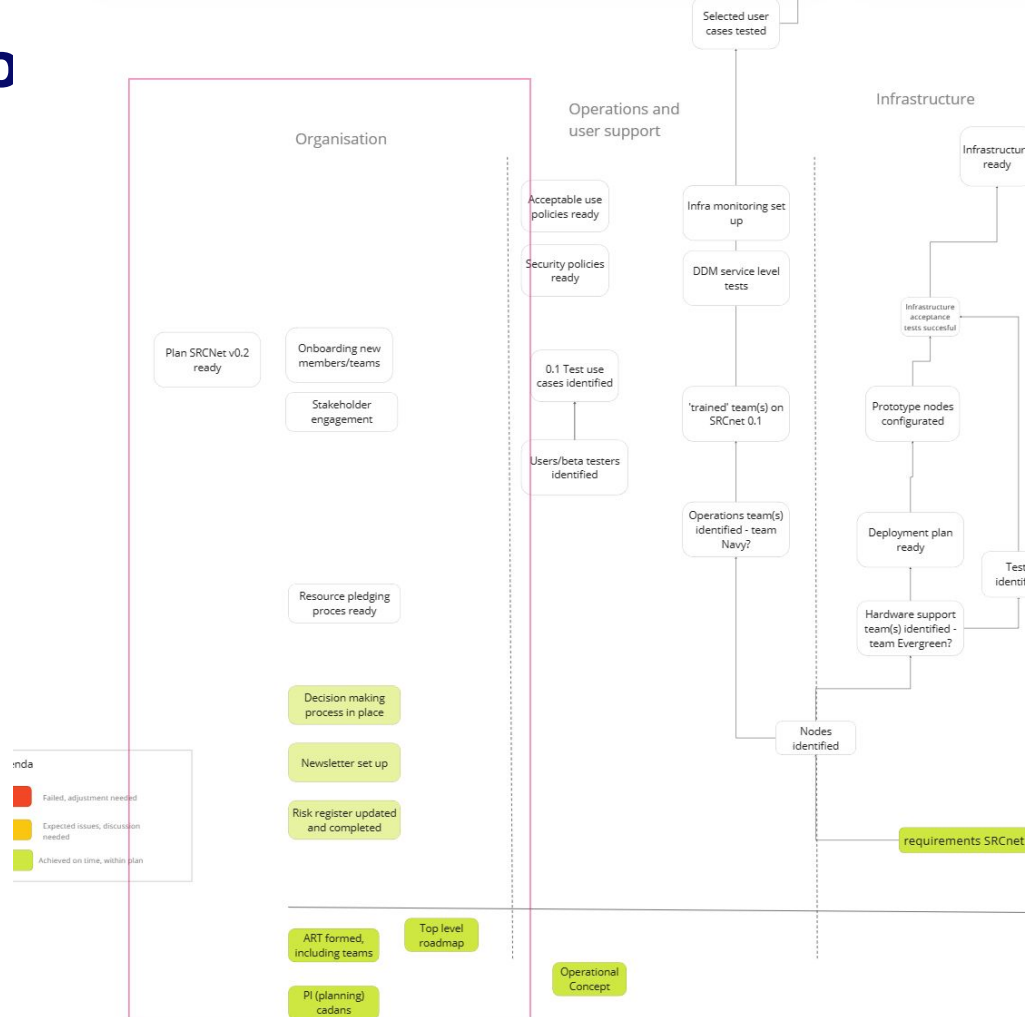 Selected user
cases tested
Organisation
Operations and
user support
Infrastructure
Infrastructur
ready
Acceptable use
policies ready
Infra monitoring set
up
Security policies
ready
DDM service level
tests
Infrastructure
acceptance
tests succesful
Plan SRCNet v0.2
ready
Onboarding new
members/teams
0.1 Test use
cases identified
Stakeholder
engagement
'trained' team(s) on
SRCnet 0.1
Prototype nodes
configurated
Users/beta testers
identified
Operations team(s)
identified - team
Navy?
Deployment plan
ready
Test
identif
Resource pledging
proces ready
Hardware support
team(s) identified -
team Evergreen?
Decision making
process in place
Nodes
identified
Newsletter set up
enda
Failed, adjustment needed
Expected issues, discussion
needed
Achieved on time, within plan
Risk register updated
and completed
requirements SRCnet
ART formed,
including teams
Top level
roadmap
Operational
Concept
PI (planning)
cadans